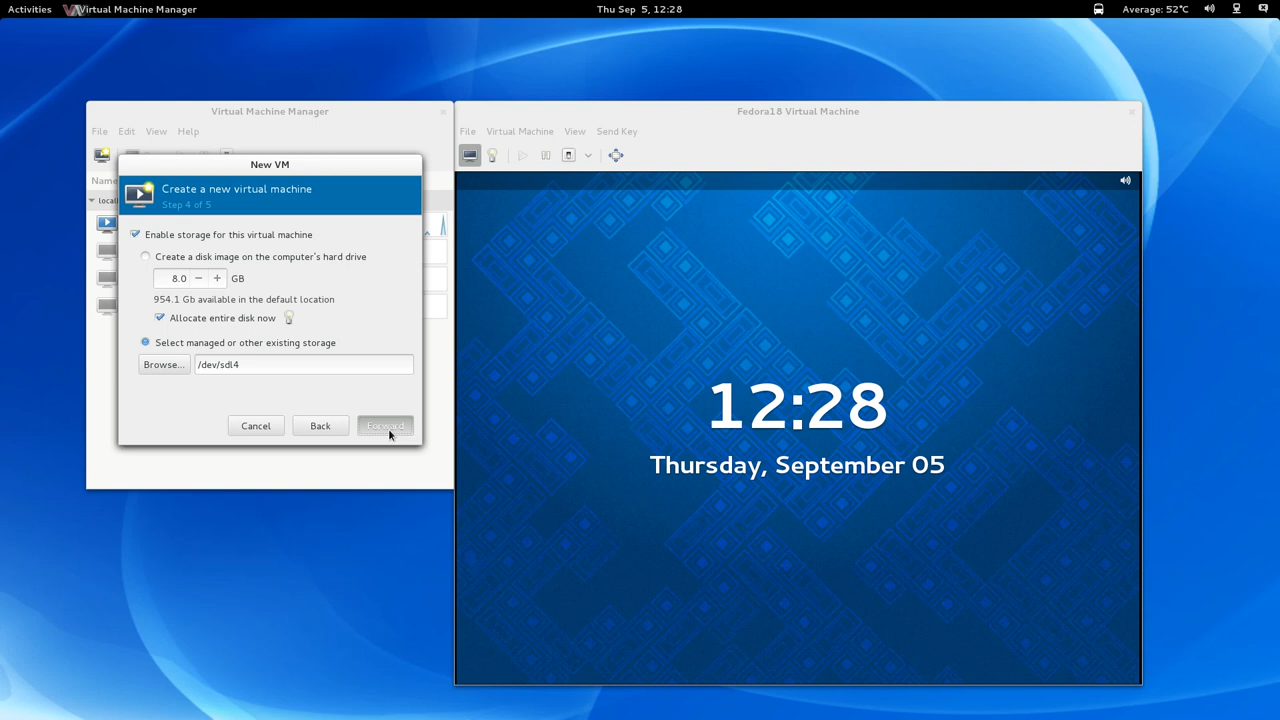 Activities Virtual Machine Manager Thu Sep 5, 12:28 Average: 52°C
Virtual Machine Manager
File Edit View Help
Name
New VM
Create a new virtual machine
Step 4 of 5
Enable storage for this virtual machine
Create a disk image on the computer's hard drive
8.0 − + GB
954.1 Gb available in the default location
Allocate entire disk now
Select managed or other existing storage
Browse... /dev/sdl4
Cancel Back Forward
Fedora18 Virtual Machine
File Virtual Machine View Send Key
12:28
Thursday, September 05